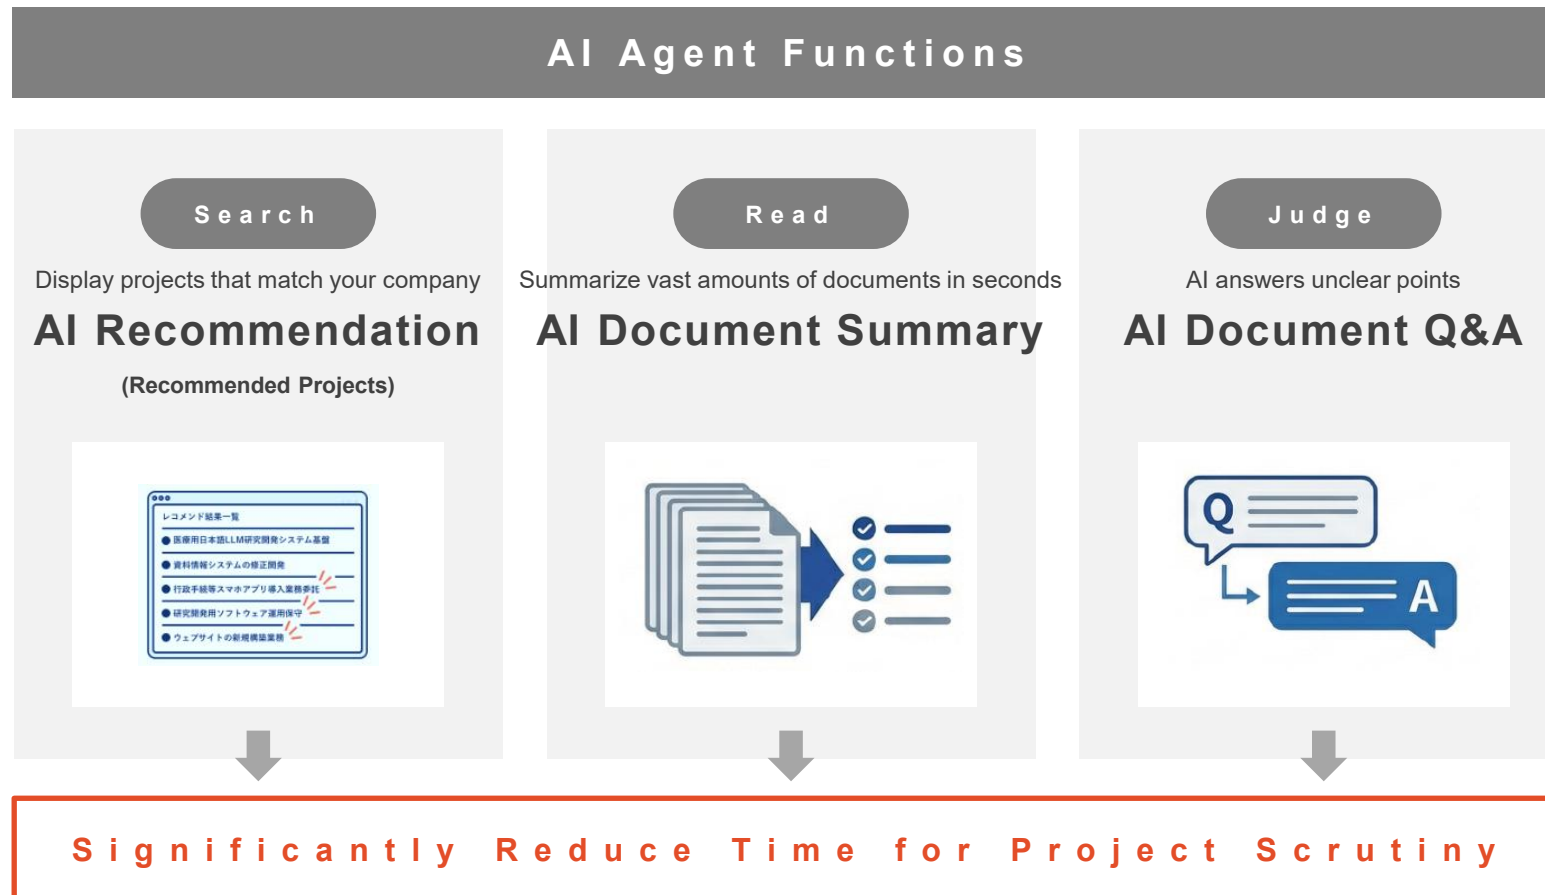 AI Agent Functions
Search
Display projects that match your company
AI Recommendation
(Recommended Projects)
レコメンド結果一覧
医療用日本語LLM研究開発システム基盤
資料情報システムの修正開発
行政手続等スマホアプリ導入業務委託
研究開発用ソフトウェア運用保守
ウェブサイトの新規構築業務
Read
Summarize vast amounts of documents in seconds
AI Document Summary
Judge
AI answers unclear points
AI Document Q&A
Q
A
Significantly Reduce Time for Project Scrutiny